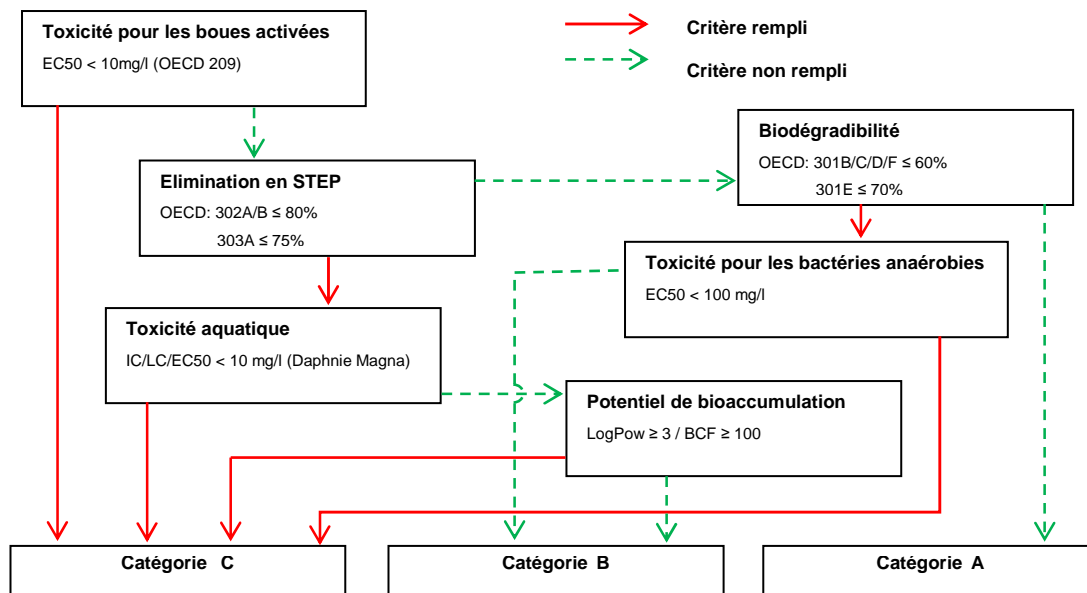 Toxicité pour les boues activées
EC50 < 10mg/l (OECD 209)
Critère rempli
Critère non rempli
Biodégradibilité
OECD: 301B/C/D/F ≤ 60%
301E ≤ 70%
Elimination en STEP
OECD: 302A/B ≤ 80%
303A ≤ 75%
Toxicité pour les bactéries anaérobies
EC50 < 100 mg/l
Toxicité aquatique
IC/LC/EC50 < 10 mg/l (Daphnie Magna)
Potentiel de bioaccumulation
LogPow ≥ 3 / BCF ≥ 100
Catégorie C
Catégorie B
Catégorie A